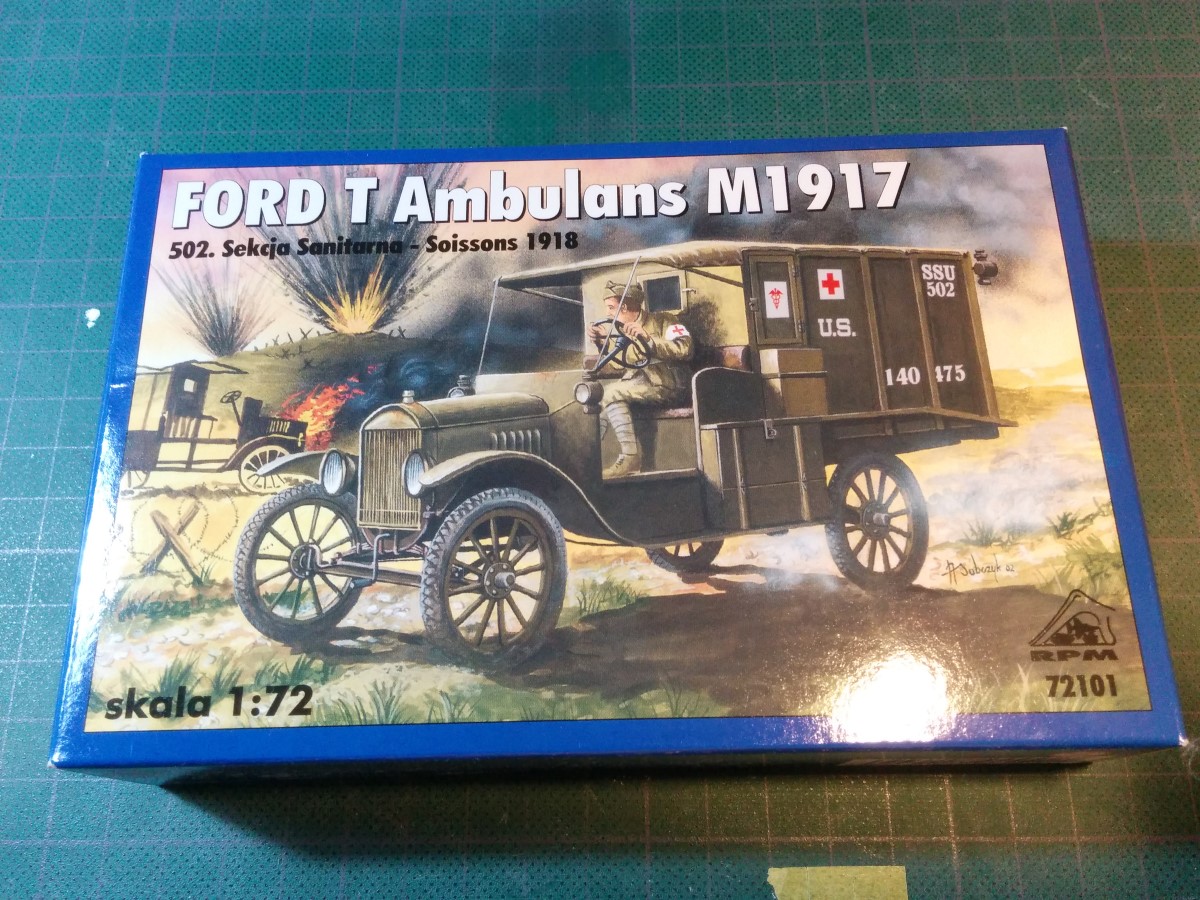 FORD T Ambulans M1917
502. Sekcja Sanitarna - Soissons 1918
SSU
502
U.S.
140 475
RPM
72101
skala 1:72